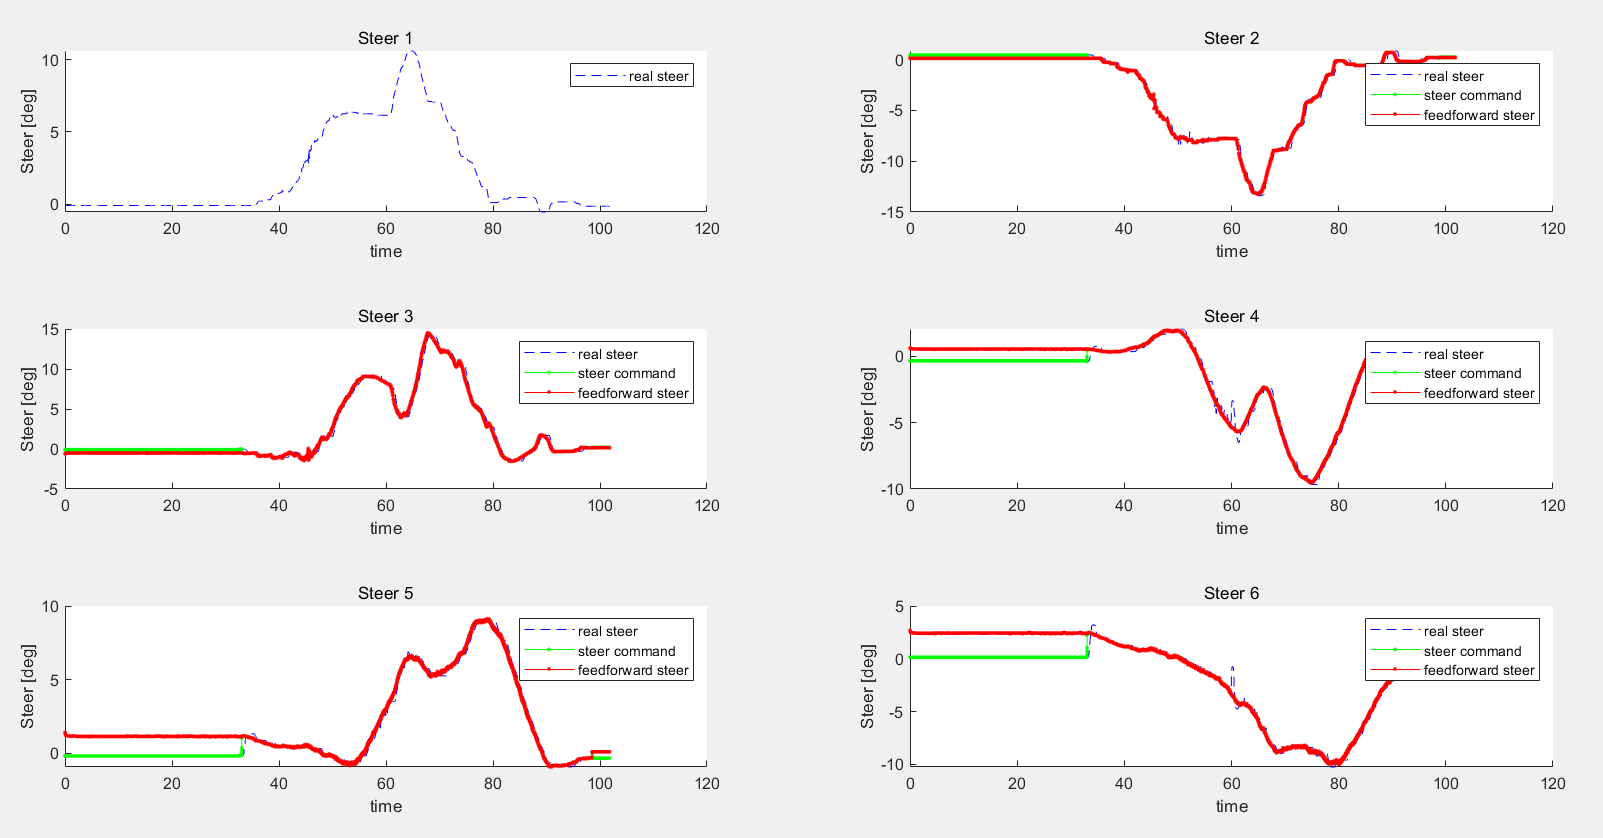 Steer 1
10
5
0
Steer [deg]
real steer
0 20 40 60 80 100 120
time
Steer 2
0
-5
-10
-15
Steer [deg]
real steer
steer command
feedforward steer
0 20 40 60 80 100 120
time
Steer 3
15
10
5
0
-5
Steer [deg]
real steer
steer command
feedforward steer
0 20 40 60 80 100 120
time
Steer 4
0
-5
-10
Steer [deg]
real steer
steer command
feedforward steer
0 20 40 60 80 100 120
time
Steer 5
10
5
0
Steer [deg]
real steer
steer command
feedforward steer
0 20 40 60 80 100 120
time
Steer 6
5
0
-5
-10
Steer [deg]
real steer
steer command
feedforward steer
0 20 40 60 80 100 120
time